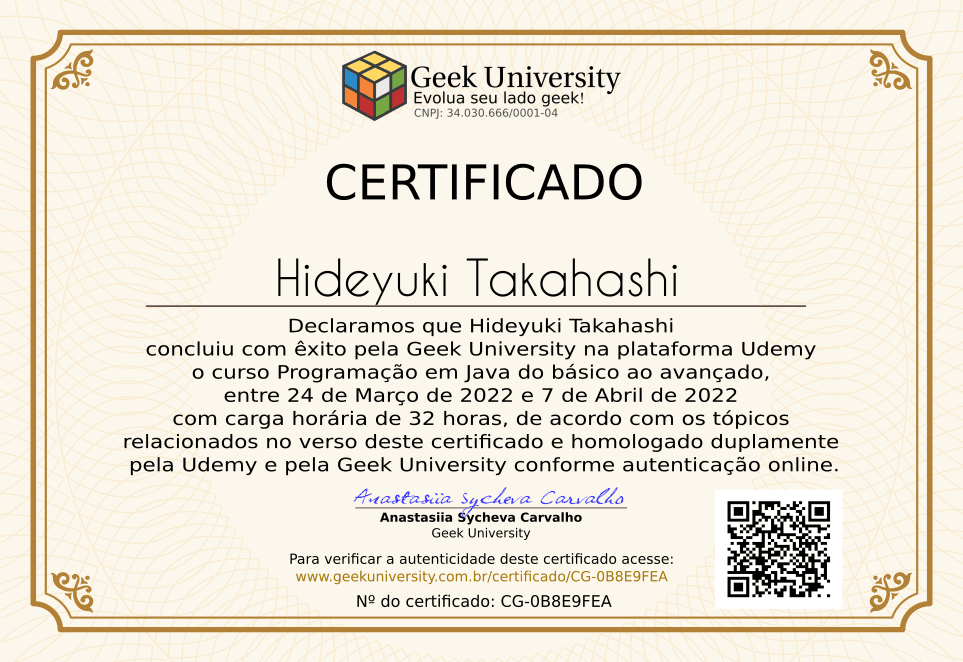 Geek University
Evolua seu lado geek!
CNPJ: 34.030.666/0001-04
CERTIFICADO
Hideyuki Takahashi
Declaramos que Hideyuki Takahashi
concluiu com êxito pela Geek University na plataforma Udemy
o curso Programação em Java do básico ao avançado,
entre 24 de Março de 2022 e 7 de Abril de 2022
com carga horária de 32 horas, de acordo com os tópicos
relacionados no verso deste certificado e homologado duplamente
pela Udemy e pela Geek University conforme autenticação online.
Anastasiia Sycheva Carvalho
Anastasiia Sycheva Carvalho
Geek University
Para verificar a autenticidade deste certificado acesse:
www.geekuniversity.com.br/certificado/CG-0B8E9FEA
Nº do certificado: CG-0B8E9FEA